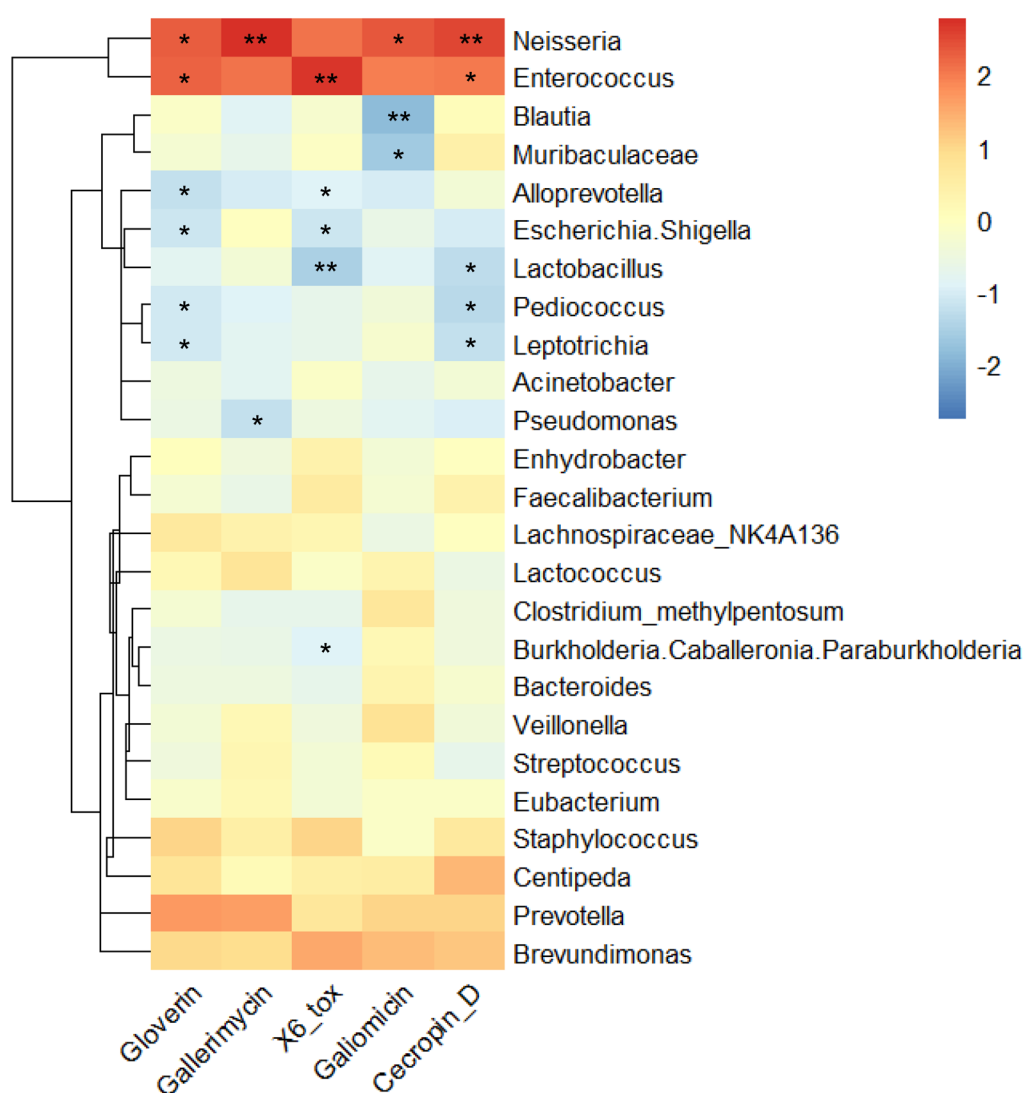 * ** * ** Neisseria
* ** * Enterococcus
** Blautia
* Muribaculaceae
* * Alloprevotella
* * Escherichia.Shigella
** * Lactobacillus
* * Pediococcus
* * Leptotrichia
Acinetobacter
* Pseudomonas
Enhydrobacter
Faecalibacterium
Lachnospiraceae_NK4A136
Lactococcus
Clostridium_methylpentosum
* Burkholderia.Caballeronia.Paraburkholderia
Bacteroides
Veillonella
Streptococcus
Eubacterium
Staphylococcus
Centipeda
Prevotella
Brevundimonas
Gloverin
Gallerimycin
X6_tox
Galiomicin
Cecropin_D
2
1
0
-1
-2